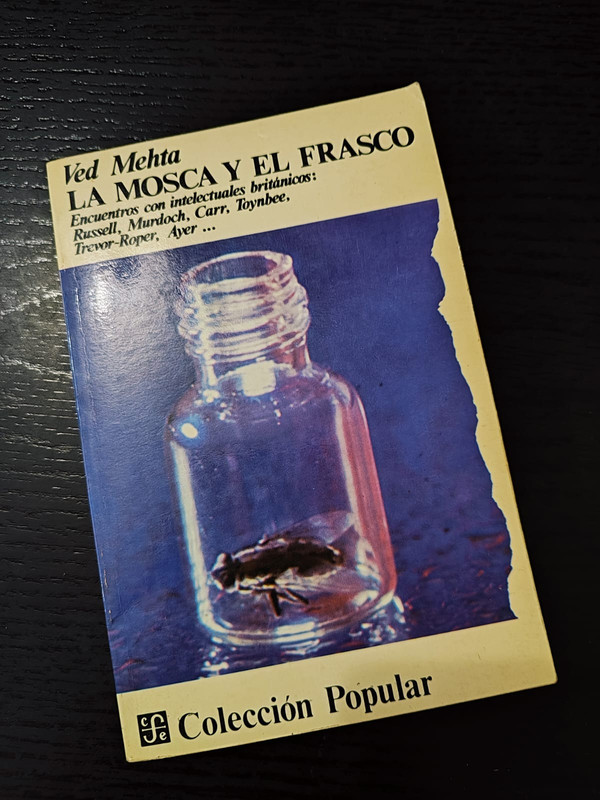 Ved Mehta
LA MOSCA Y EL FRASCO
Encuentros con intelectuales británicos:
Russell, Murdoch, Carr, Toynbee,
Trevor-Roper, Ayer ...
cfe
Colección Popular